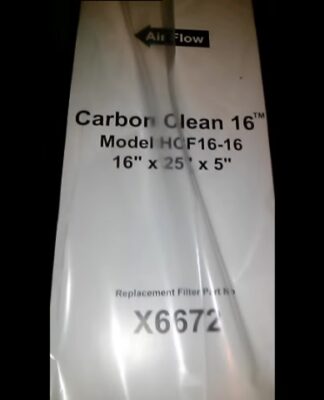 Air Flow
Carbon Clean 16™
Model HCF16-16
16" x 25" x 5"
Replacement Filter Part No
X6672